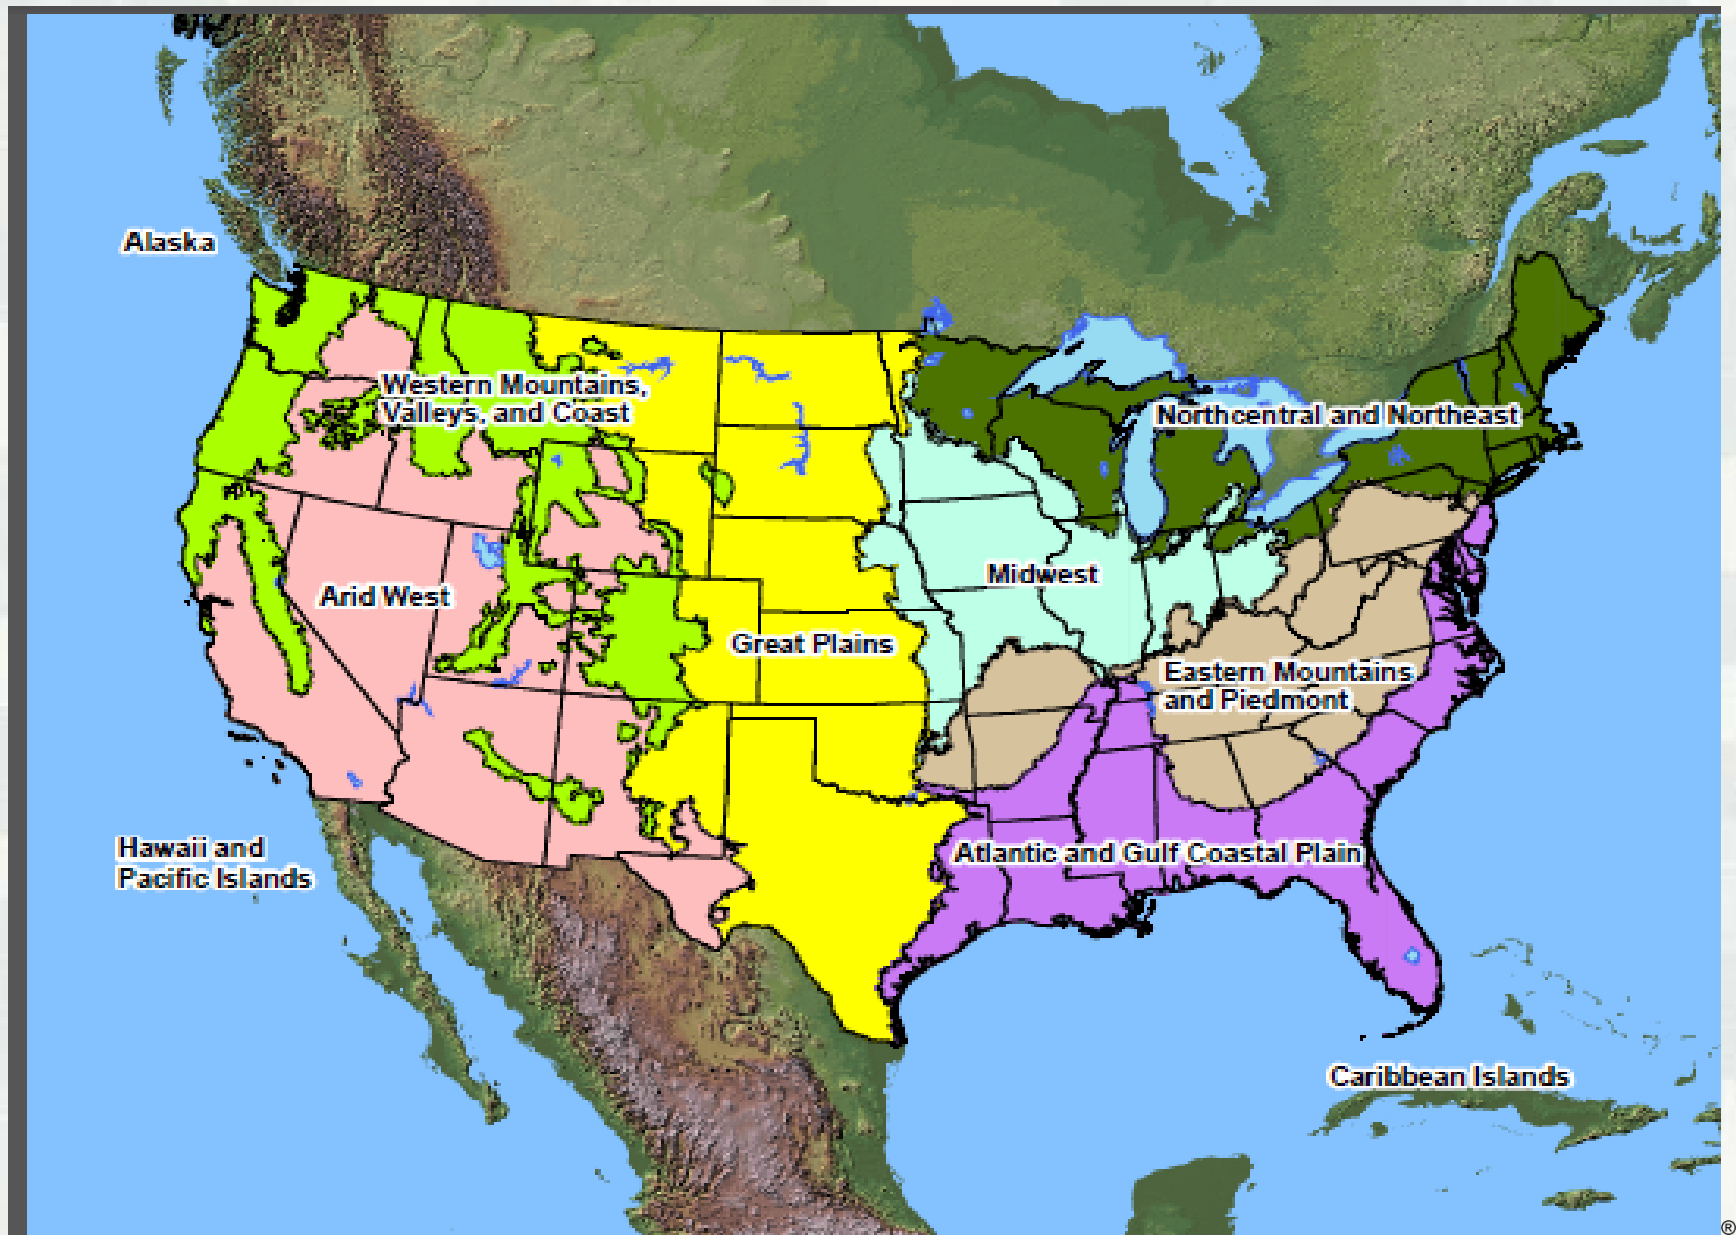 Alaska
Western Mountains,
Valleys, and Coast
Northcentral and Northeast
Midwest
Arid West
Great Plains
Eastern Mountains
and Piedmont
Hawaii and
Pacific Islands
Atlantic and Gulf Coastal Plain
Caribbean Islands
®